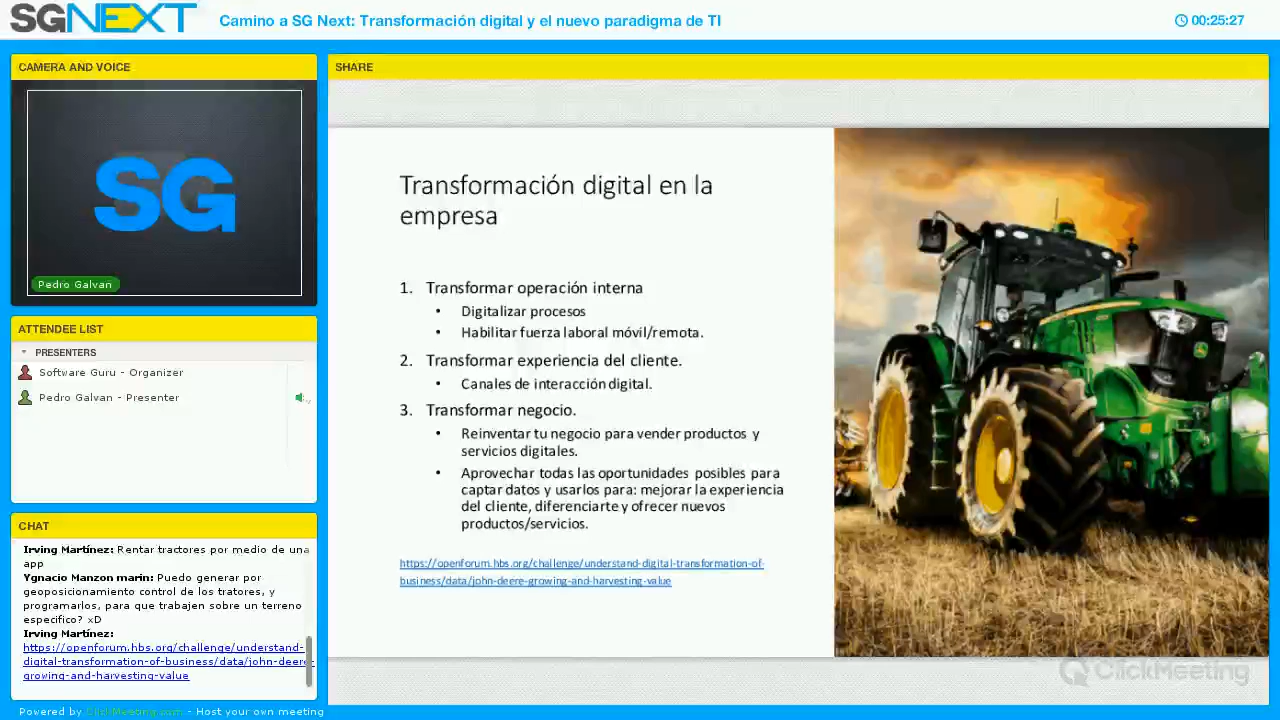 SGNEXT
Camino a SG Next: Transformación digital y el nuevo paradigma de TI
00:25:27
CAMERA AND VOICE
SG
Pedro Galvan
ATTENDEE LIST
PRESENTERS
Software Guru - Organizer
Pedro Galvan - Presenter
CHAT
Irving Martínez: Rentar tractores por medio de una
app
Ygnacio Manzon marin: Puedo generar por
geoposicionamiento control de los tratores, y
programarlos, para que trabajen sobre un terreno
especifico? xD
Irving Martínez:
https://openforum.hbs.org/challenge/understand-
digital-transformation-of-business/data/john-deere-
growing-and-harvesting-value
Powered by ClickMeeting.com - Host your own meeting
SHARE
Transformación digital en la
empresa
1. Transformar operación interna
• Digitalizar procesos
• Habilitar fuerza laboral móvil/remota.
2. Transformar experiencia del cliente.
• Canales de interacción digital.
3. Transformar negocio.
• Reinventar tu negocio para vender productos y
servicios digitales.
• Aprovechar todas las oportunidades posibles para
captar datos y usarlos para: mejorar la experiencia
del cliente, diferenciarte y ofrecer nuevos
productos/servicios.
https://openforum.hbs.org/challenge/understand-digital-transformation-of-
business/data/john-deere-growing-and-harvesting-value
ClickMeeting